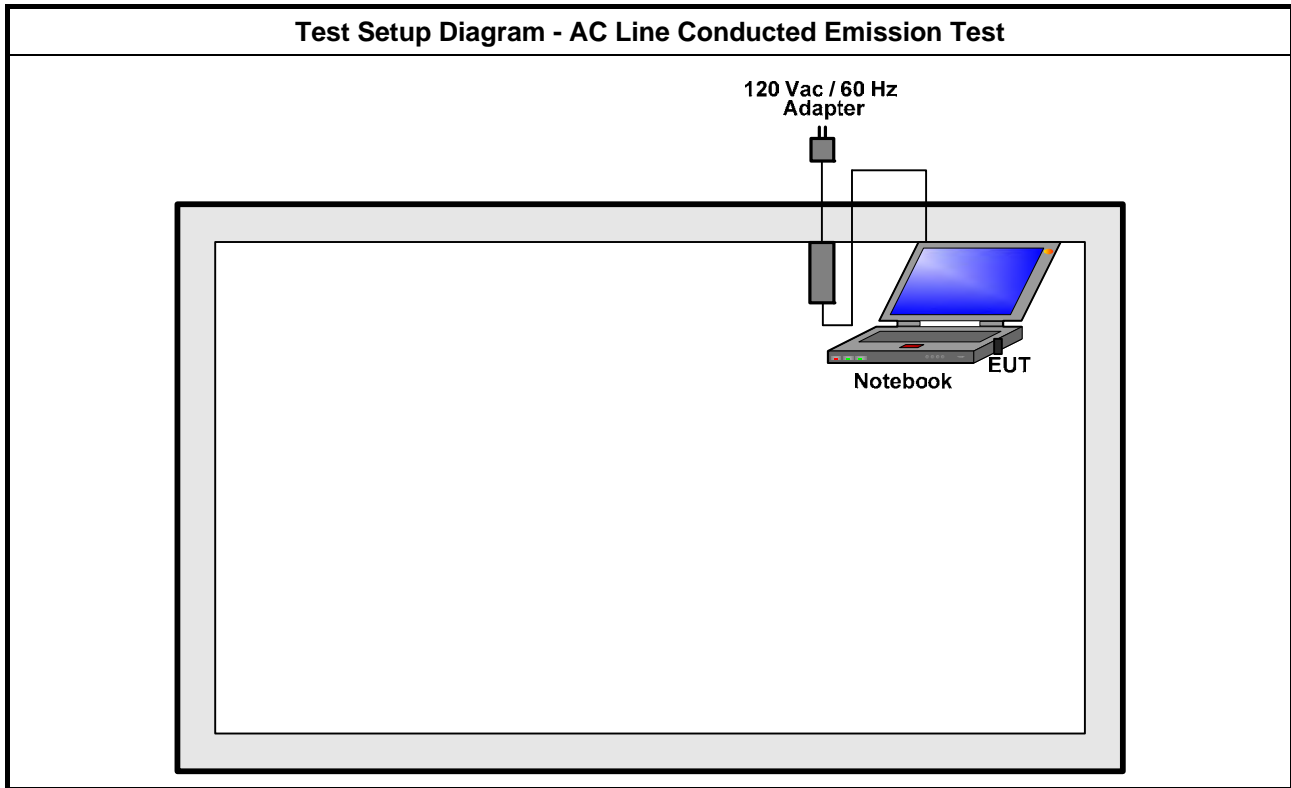 Test Setup Diagram - AC Line Conducted Emission Test
120 Vac / 60 Hz
Adapter
EUT
Notebook